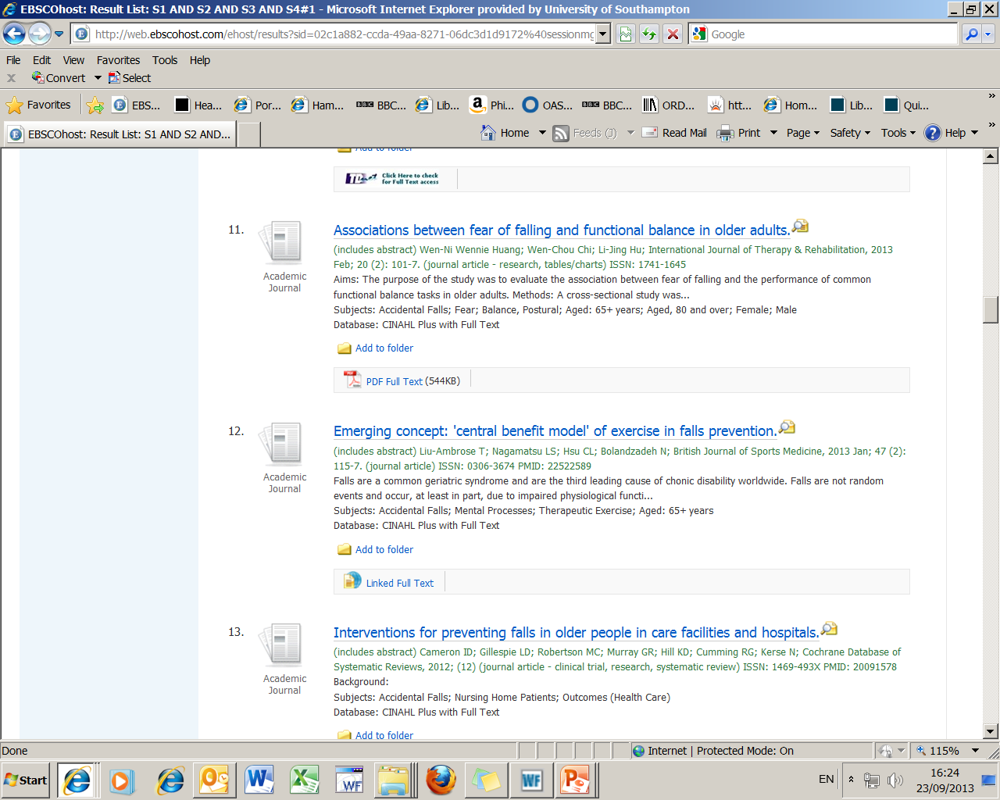 EBSCOhost: Result List: S1 AND S2 AND S3 AND S4#1 - Microsoft Internet Explorer provided by University of Southampton
http://web.ebscohost.com/ehost/results?sid=02c1a882-ccda-49aa-8271-06dc3d1d9172%40sessionmg
Google
File Edit View Favorites Tools Help
x Convert Select
Favorites EBS... Hea... Por... Ham... BBC BBC... Lib... Phi... OAS... BBC BBC... ORD... htt... Hom... Lib... Qui... »
EBSCOhost: Result List: S1 AND S2 AND... Home Feeds (J) Read Mail Print Page Safety Tools Help »
Add to folder
Click Here to check
for Full Text access
11. Associations between fear of falling and functional balance in older adults.
(includes abstract) Wen-Ni Wennie Huang; Wen-Chou Chi; Li-Jing Hu; International Journal of Therapy & Rehabilitation, 2013
Feb; 20 (2): 101-7. (journal article - research, tables/charts) ISSN: 1741-1645
Academic
Journal
Aims: The purpose of the study was to evaluate the association between fear of falling and the performance of common
functional balance tasks in older adults. Methods: A cross-sectional study was...
Subjects: Accidental Falls; Fear; Balance, Postural; Aged: 65+ years; Aged, 80 and over; Female; Male
Database: CINAHL Plus with Full Text
Add to folder
PDF Full Text (544KB)
12. Emerging concept: 'central benefit model' of exercise in falls prevention.
(includes abstract) Liu-Ambrose T; Nagamatsu LS; Hsu CL; Bolandzadeh N; British Journal of Sports Medicine, 2013 Jan; 47 (2):
115-7. (journal article) ISSN: 0306-3674 PMID: 22522589
Academic
Journal
Falls are a common geriatric syndrome and are the third leading cause of chonic disability worldwide. Falls are not random
events and occur, at least in part, due to impaired physiological functi...
Subjects: Accidental Falls; Mental Processes; Therapeutic Exercise; Aged: 65+ years
Database: CINAHL Plus with Full Text
Add to folder
Linked Full Text
13. Interventions for preventing falls in older people in care facilities and hospitals.
(includes abstract) Cameron ID; Gillespie LD; Robertson MC; Murray GR; Hill KD; Cumming RG; Kerse N; Cochrane Database of
Systematic Reviews, 2012; (12) (journal article - clinical trial, research, systematic review) ISSN: 1469-493X PMID: 20091578
Academic
Journal
Background:
Subjects: Accidental Falls; Nursing Home Patients; Outcomes (Health Care)
Database: CINAHL Plus with Full Text
Add to folder
Done Internet | Protected Mode: On 115%
Start WF WF EN 16:24
23/09/2013